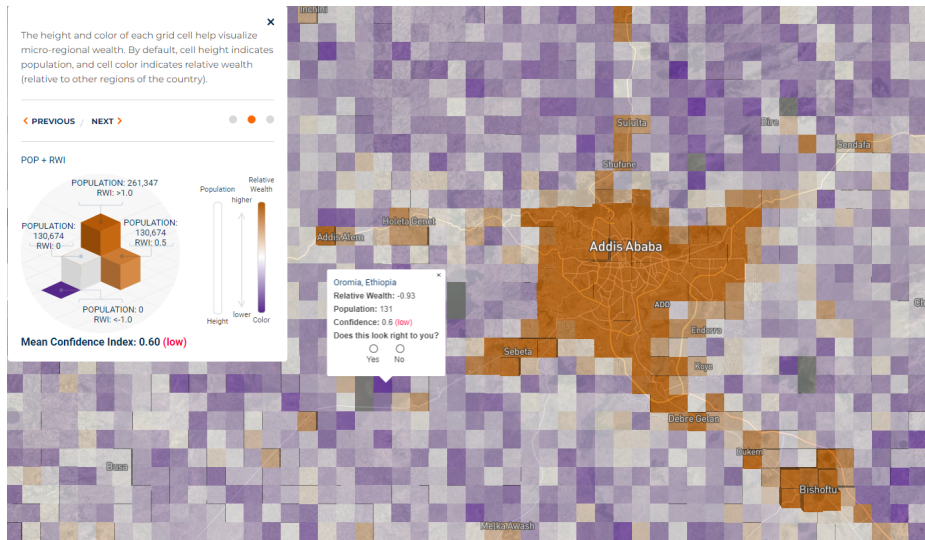 ×
The height and color of each grid cell help visualize
micro-regional wealth. By default, cell height indicates
population, and cell color indicates relative wealth
(relative to other regions of the country).
< PREVIOUS / NEXT >
POP + RWI
POPULATION: 261,347
RWI: >1.0
POPULATION:
130,674
RWI: 0
POPULATION:
130,674
RWI: 0.5
POPULATION: 0
RWI: <-1.0
Population
Relative
Wealth
higher
lower
Height
Color
Mean Confidence Index: 0.60 (low)
Inchini
Sululta
Dire
Sendafa
Shufune
Holeta Genet
Addis Alem
Addis Ababa
×
Oromia, Ethiopia
Relative Wealth: -0.93
Population: 131
Confidence: 0.6 (low)
Does this look right to you?
Yes No
ADD
Endorra
Sebeta
Kaye
Debre Gelan
Dukem
Busa
Bishoftu
Melka Awash